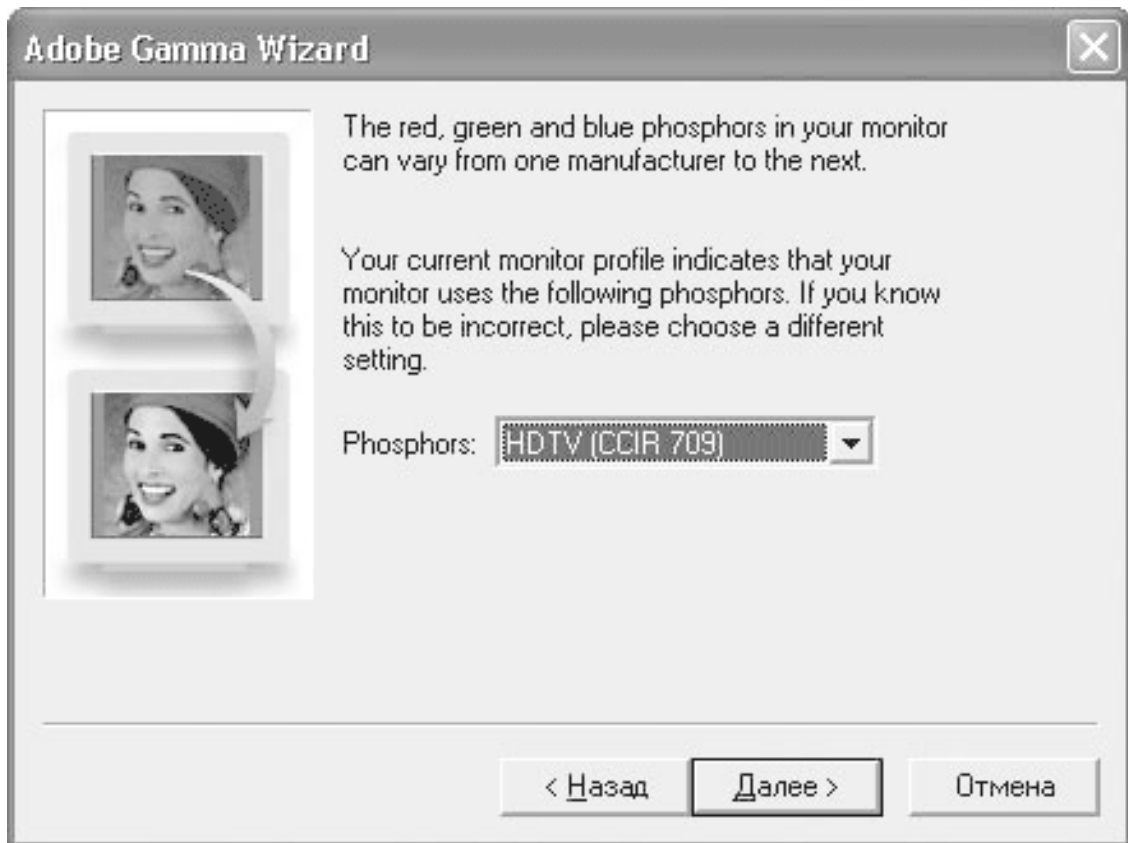 Adobe Gamma Wizard
The red, green and blue phosphors in your monitor
can vary from one manufacturer to the next.
Your current monitor profile indicates that your
monitor uses the following phosphors. If you know
this to be incorrect, please choose a different
setting.
Phosphors: HDTV (CCIR 709)
< Назад Далее > Отмена